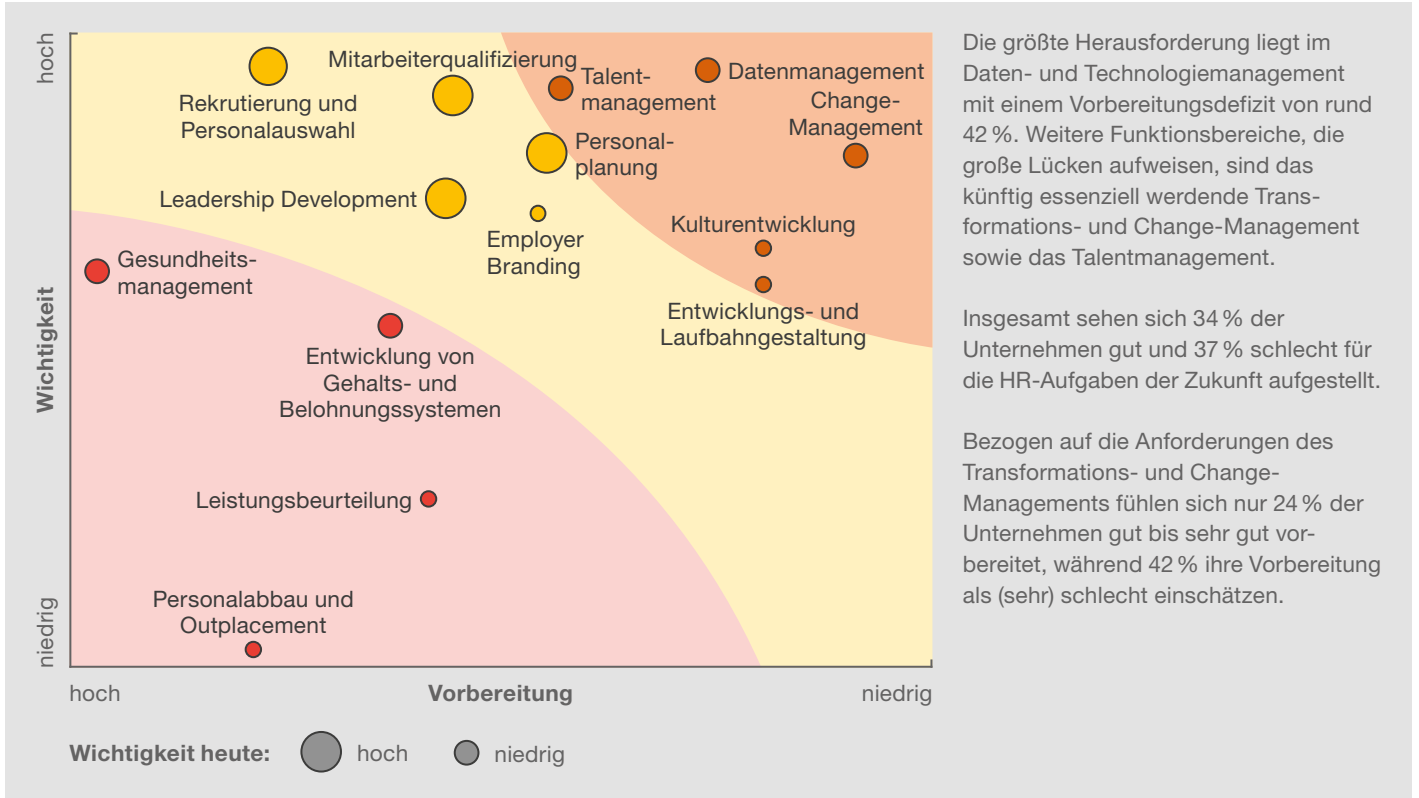 hoch
Wichtigkeit
niedrig
Rekrutierung und
Personalauswahl
Mitarbeiterqualifizierung
Talent-
management
Datenmanagement
Change-
Management
Personal-
planung
Leadership Development
Employer
Branding
Kulturentwicklung
Entwicklungs- und
Laufbahngestaltung
Gesundheits-
management
Entwicklung von
Gehalts- und
Belohnungssystemen
Leistungsbeurteilung
Personalabbau und
Outplacement
hoch
Vorbereitung
niedrig
Wichtigkeit heute:
hoch
niedrig
Die größte Herausforderung liegt im
Daten- und Technologiemanagement
mit einem Vorbereitungsdefizit von rund
42 %. Weitere Funktionsbereiche, die
große Lücken aufweisen, sind das
künftig essenziell werdende Trans-
formations- und Change-Management
sowie das Talentmanagement.
Insgesamt sehen sich 34 % der
Unternehmen gut und 37 % schlecht für
die HR-Aufgaben der Zukunft aufgestellt.
Bezogen auf die Anforderungen des
Transformations- und Change-
Managements fühlen sich nur 24 % der
Unternehmen gut bis sehr gut vor-
bereitet, während 42 % ihre Vorbereitung
als (sehr) schlecht einschätzen.